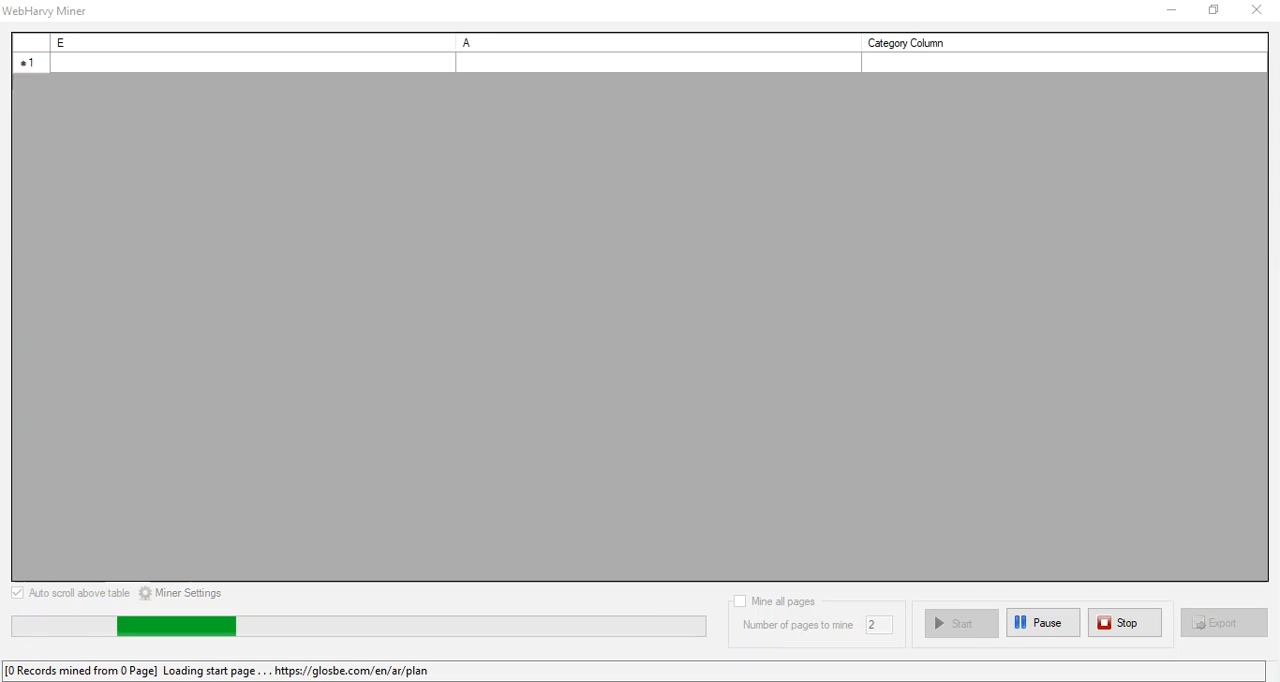 WebHarvy Miner
E A Category Column
1
Auto scroll above table Miner Settings
Mine all pages
Number of pages to mine 2
Start Pause Stop Export
[0 Records mined from 0 Page] Loading start page . . . https://glosbe.com/en/ar/plan